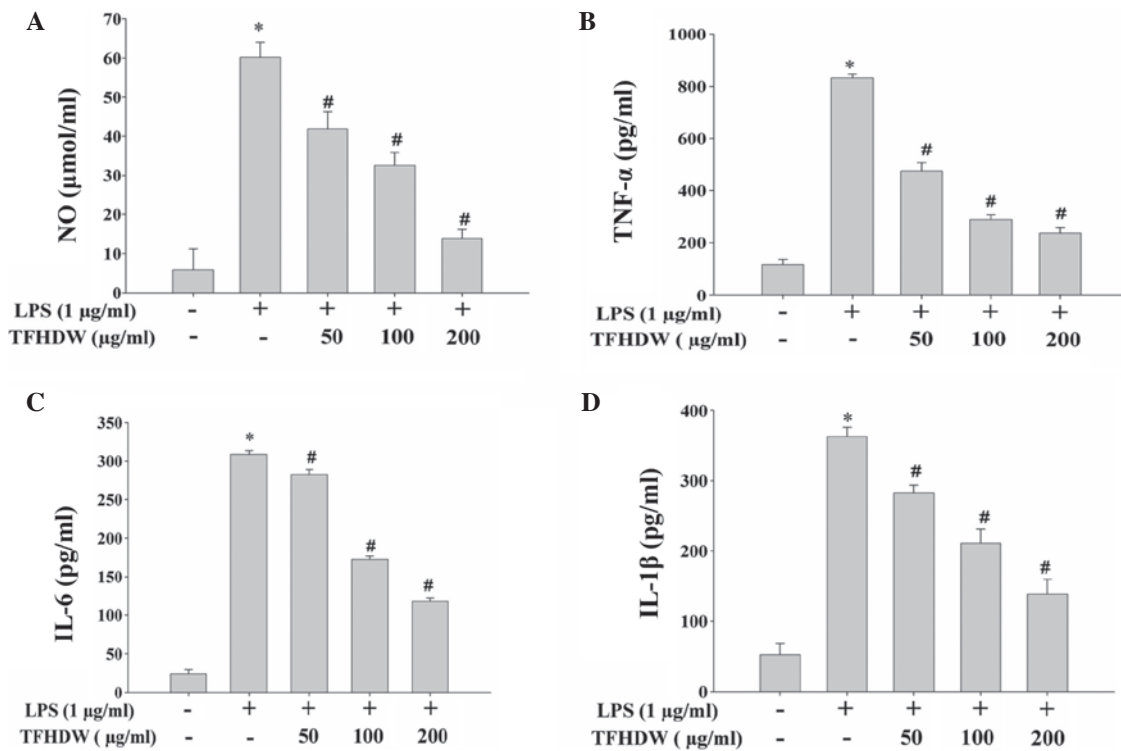 A
NO (μmol/ml)
70
60
50
40
30
20
10
0
*
#
#
#
LPS (1 μg/ml) - + + + +
TFHDW (μg/ml) - - 50 100 200
B
TNF-α (pg/ml)
1000
800
600
400
200
0
*
#
#
#
LPS (1 μg/ml) - + + + +
TFHDW ( μg/ml) - - 50 100 200
C
IL-6 (pg/ml)
350
300
250
200
150
100
50
0
*
#
#
#
LPS (1 μg/ml) - + + + +
TFHDW ( μg/ml) - - 50 100 200
D
IL-1β (pg/ml)
400
300
200
100
0
*
#
#
#
LPS (1 μg/ml) - + + + +
TFHDW ( μg/ml) - - 50 100 200